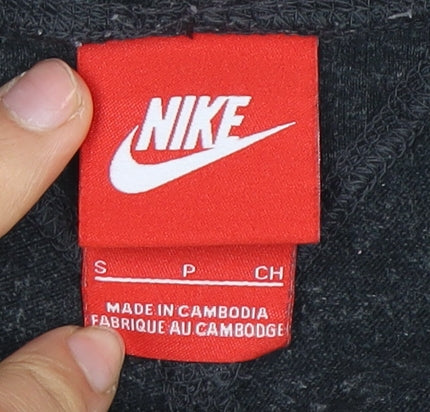 NIKE
S P CH
MADE IN CAMBODIA
FABRIQUE AU CAMBODGE